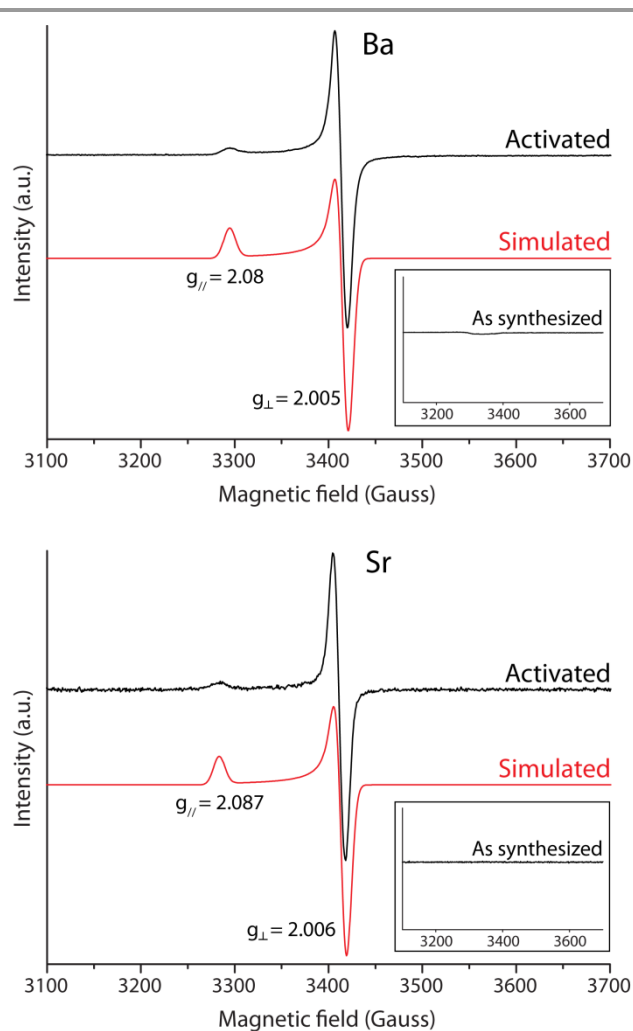 Ba
Activated
Simulated
g// = 2.08
As synthesized
3200 3400 3600
g⊥ = 2.005
Intensity (a.u.)
3100 3200 3300 3400 3500 3600 3700
Magnetic field (Gauss)
Sr
Activated
Simulated
g// = 2.087
As synthesized
3200 3400 3600
g⊥ = 2.006
Intensity (a.u.)
3100 3200 3300 3400 3500 3600 3700
Magnetic field (Gauss)